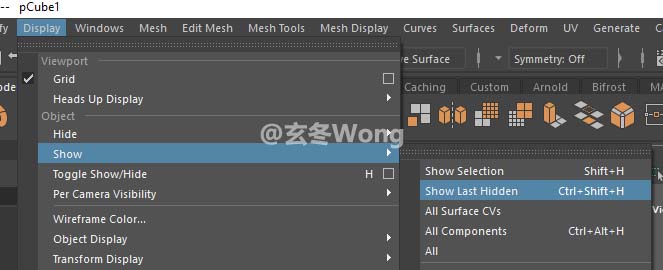 -- pCube1
fy Display Windows Mesh Edit Mesh Mesh Tools Mesh Display Curves Surfaces Deform UV Generate
Viewport
Grid
Heads Up Display
Object
Hide
Show
Toggle Show/Hide H
Per Camera Visibility
Wireframe Color...
Object Display
Transform Display
ve Surface Symmetry: Off
Caching Custom Arnold Bifrost MA
@玄冬Wong
Show Selection Shift+H
Show Last Hidden Ctrl+Shift+H
All Surface CVs
All Components Ctrl+Alt+H
All